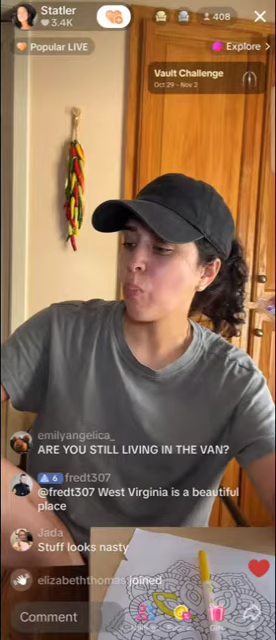 Statler
3.4K
408
Popular LIVE
Explore >
Vault Challenge
Oct 29 - Nov 2
emilyangelica_
ARE YOU STILL LIVING IN THE VAN?
6 fredt307
@fredt307 West Virginia is a beautiful
place
Jada
Stuff looks nasty
elizabeththomas joined
Comment
Gifts